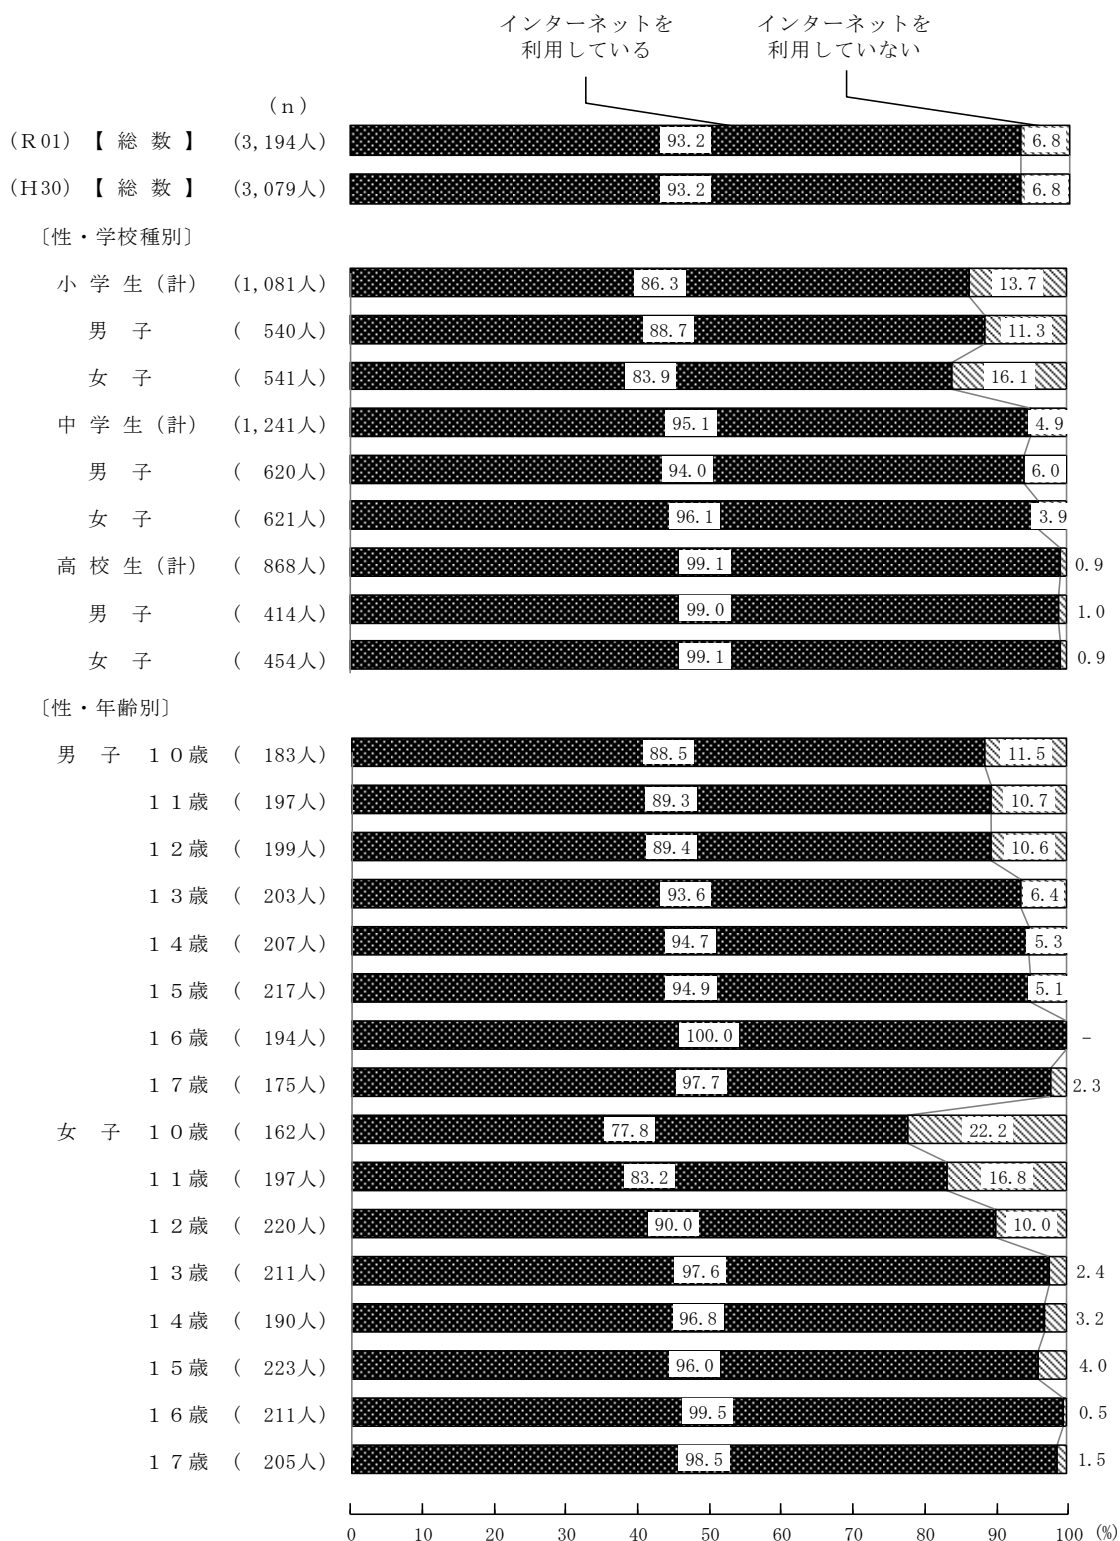 インターネットを　インターネットを
利用している　利用していない
（ｎ）
（Ｒ01）【 総 数 】 (3,194人) 93.2 6.8
（Ｈ30）【 総 数 】 (3,079人) 93.2 6.8
〔性・学校種別〕
小 学 生（計） (1,081人) 86.3 13.7
男 子 ( 540人) 88.7 11.3
女 子 ( 541人) 83.9 16.1
中 学 生（計） (1,241人) 95.1 4.9
男 子 ( 620人) 94.0 6.0
女 子 ( 621人) 96.1 3.9
高 校 生（計） ( 868人) 99.1 0.9
男 子 ( 414人) 99.0 1.0
女 子 ( 454人) 99.1 0.9
〔性・年齢別〕
男 子 １０歳 ( 183人) 88.5 11.5
１１歳 ( 197人) 89.3 10.7
１２歳 ( 199人) 89.4 10.6
１３歳 ( 203人) 93.6 6.4
１４歳 ( 207人) 94.7 5.3
１５歳 ( 217人) 94.9 5.1
１６歳 ( 194人) 100.0 -
１７歳 ( 175人) 97.7 2.3
女 子 １０歳 ( 162人) 77.8 22.2
１１歳 ( 197人) 83.2 16.8
１２歳 ( 220人) 90.0 10.0
１３歳 ( 211人) 97.6 2.4
１４歳 ( 190人) 96.8 3.2
１５歳 ( 223人) 96.0 4.0
１６歳 ( 211人) 99.5 0.5
１７歳 ( 205人) 98.5 1.5
0 10 20 30 40 50 60 70 80 90 100 (%)